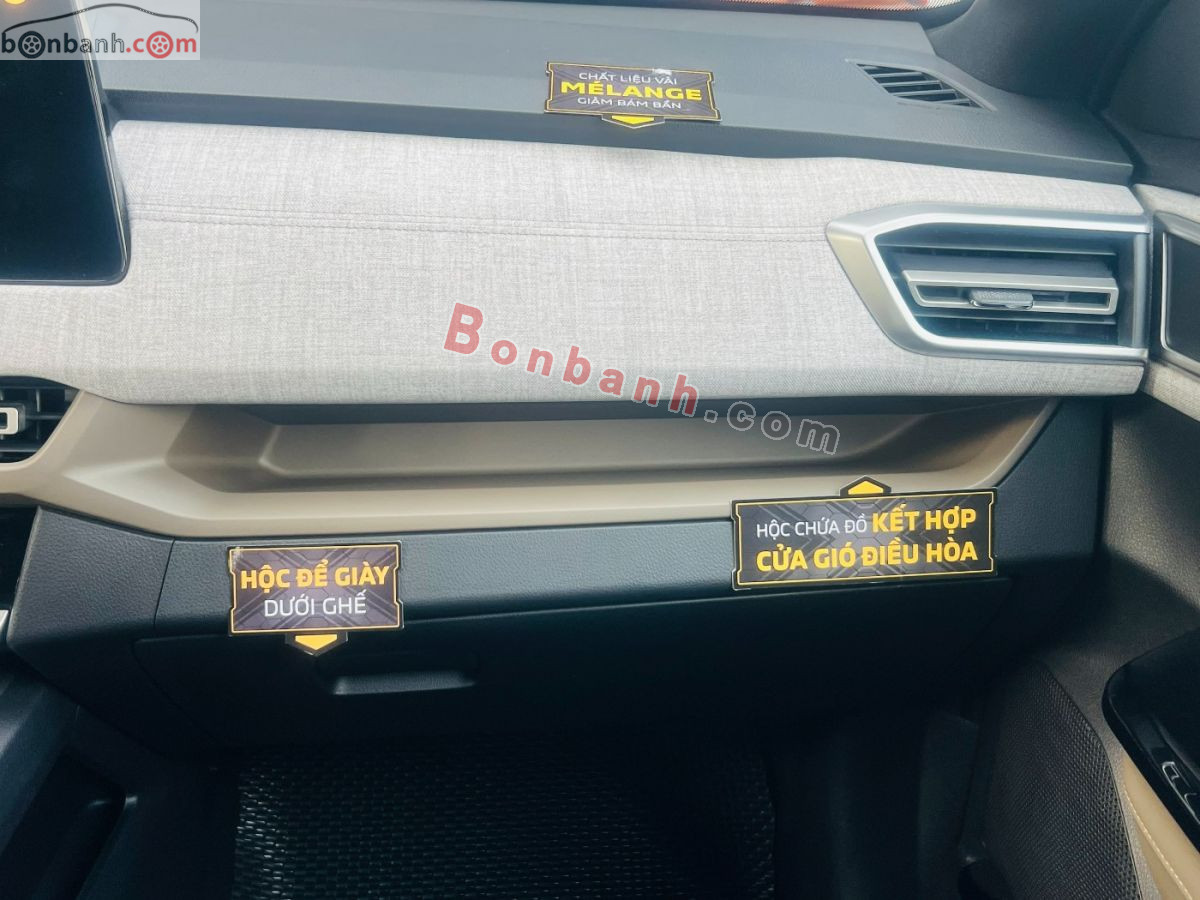 bonbanh.com
CHẤT LIỆU VẢI
MÉLANGE
GIẢM BÁM BẨN
Bonbanh.com
HỘC CHỨA ĐỒ KẾT HỢP
CỬA GIÓ ĐIỀU HÒA
HỘC ĐỂ GIÀY
DƯỚI GHẾ